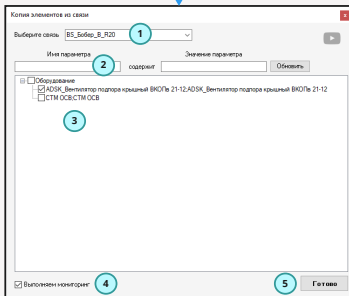 Копия элементов из связи
x
Выберите связь BS_Бобер_В_R20 1
Имя параметра Значение параметра
2 содержит Обновить
Оборудование
ADSK_Вентилятор подпора крышный ВКОПв 21-12;ADSK_Вентилятор подпора крышный ВКОПв 21-12
СТМ ОСВ;СТМ ОСВ
3
Выполняем мониторинг 4 5 Готово